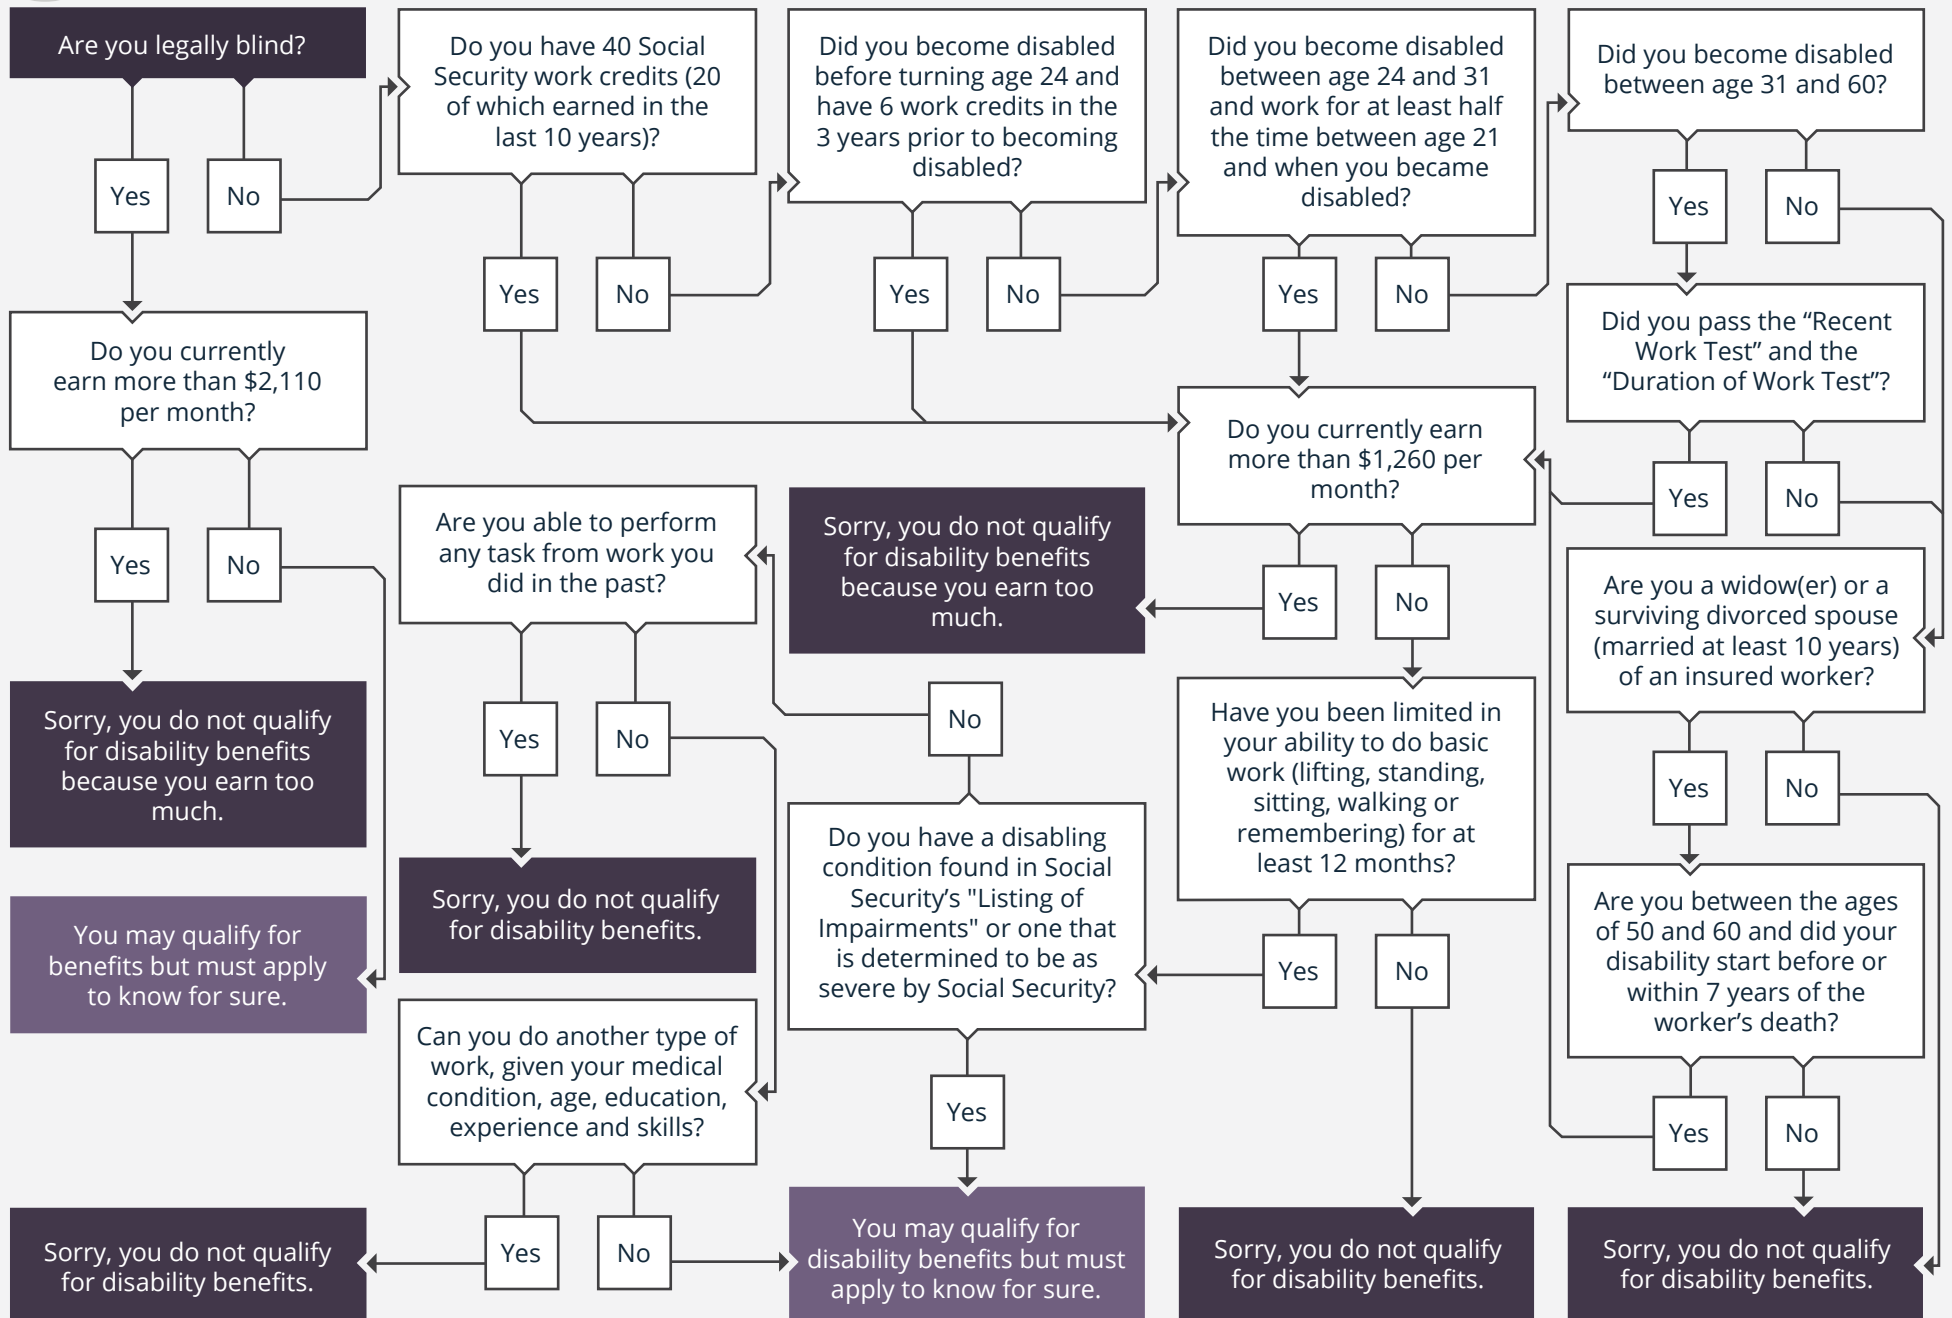 Are you legally blind?
Yes
No
Do you currently
earn more than $2,110
per month?
Yes
No
Sorry, you do not qualify
for disability benefits
because you earn too
much.
You may qualify for
benefits but must apply
to know for sure.
Do you have 40 Social
Security work credits (20
of which earned in the
last 10 years)?
Yes
No
Did you become disabled
before turning age 24 and
have 6 work credits in the
3 years prior to becoming
disabled?
Yes
No
Did you become disabled
between age 24 and 31
and work for at least half
the time between age 21
and when you became
disabled?
Yes
No
Did you become disabled
between age 31 and 60?
Yes
No
Did you pass the “Recent
Work Test” and the
“Duration of Work Test”?
Yes
No
Are you a widow(er) or a
surviving divorced spouse
(married at least 10 years)
of an insured worker?
Yes
No
Are you between the ages
of 50 and 60 and did your
disability start before or
within 7 years of the
worker’s death?
Yes
No
Sorry, you do not qualify
for disability benefits.
Do you currently earn
more than $1,260 per
month?
Yes
No
Sorry, you do not qualify
for disability benefits
because you earn too
much.
Have you been limited in
your ability to do basic
work (lifting, standing,
sitting, walking or
remembering) for at
least 12 months?
Yes
No
Sorry, you do not qualify
for disability benefits.
Do you have a disabling
condition found in Social
Security’s "Listing of
Impairments" or one that
is determined to be as
severe by Social Security?
No
Yes
You may qualify for
disability benefits but must
apply to know for sure.
Are you able to perform
any task from work you
did in the past?
Yes
No
Sorry, you do not qualify
for disability benefits.
Can you do another type of
work, given your medical
condition, age, education,
experience and skills?
Yes
No
Sorry, you do not qualify
for disability benefits.